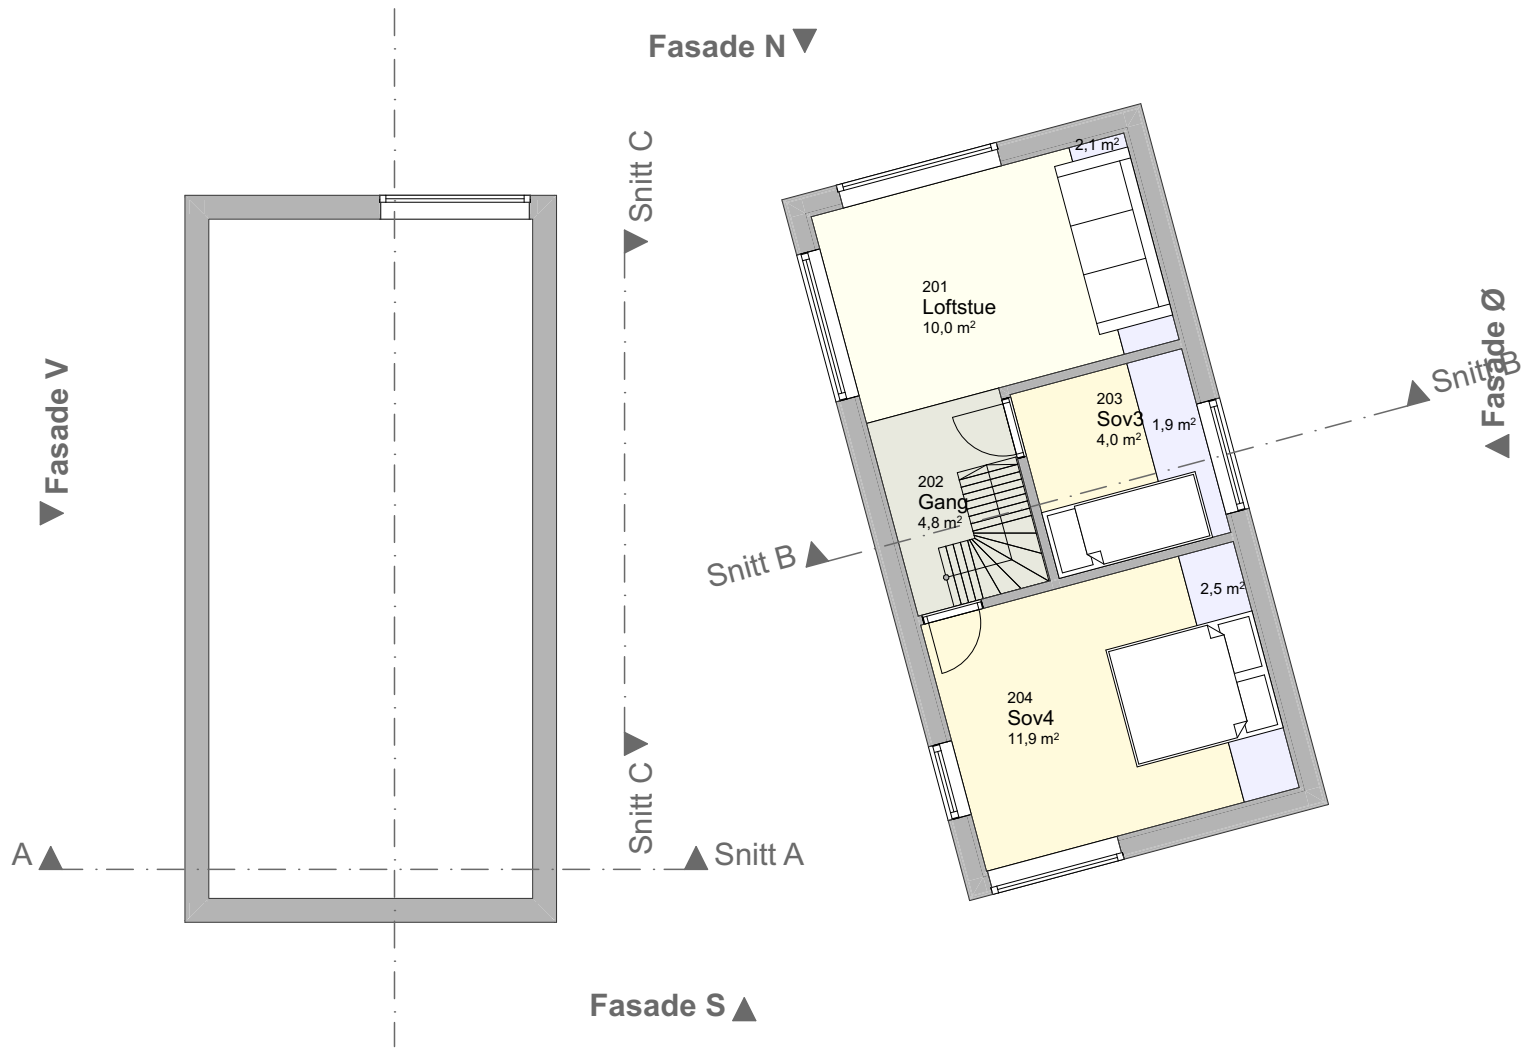 Fasade N
Snitt C
2,1 m²
201
Loftstue
10,0 m²
Fasade Ø
Snitt B
Fasade V
203
Sov3
4,0 m²
1,9 m²
202
Gang
4,8 m²
Snitt B
2,5 m²
204
Sov4
11,9 m²
Snitt C
A
Snitt A
Fasade S